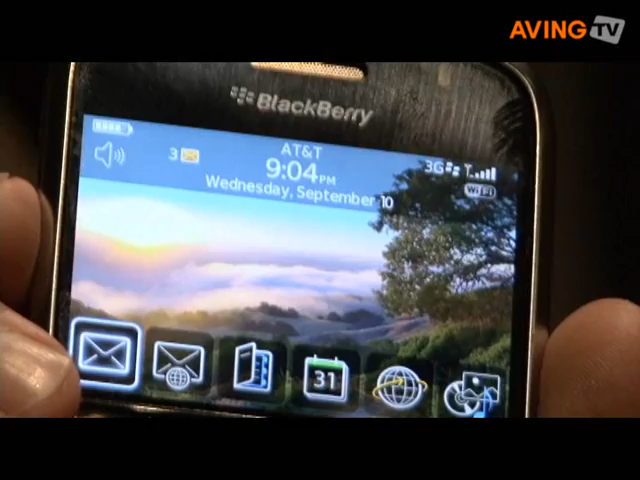 AVING TV
BlackBerry
AT&T
3G
3
9:04PM
WiFi
Wednesday, September 10
31